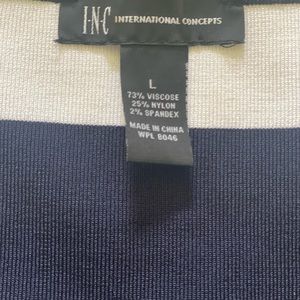 I·N·C INTERNATIONAL CONCEPTS
L
73% VISCOSE
25% NYLON
2% SPANDEX
MADE IN CHINA
WPL 8046